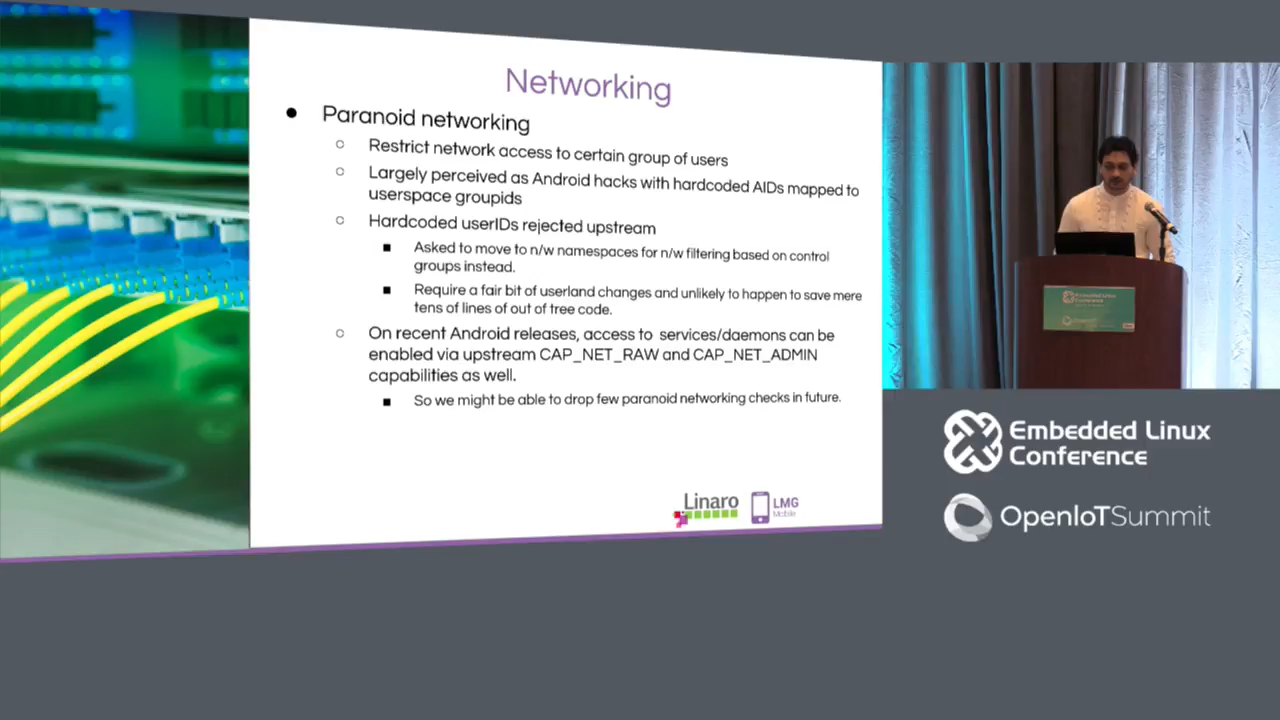 Networking
● Paranoid networking
○ Restrict network access to certain group of users
○ Largely perceived as Android hacks with hardcoded AIDs mapped to
userspace groupids
○ Hardcoded userIDs rejected upstream
■ Asked to move to n/w namespaces for n/w filtering based on control
groups instead.
■ Require a fair bit of userland changes and unlikely to happen to save mere
tens of lines of out of tree code.
○ On recent Android releases, access to services/daemons can be
enabled via upstream CAP_NET_RAW and CAP_NET_ADMIN
capabilities as well.
■ So we might be able to drop few paranoid networking checks in future.
Linaro
LMG
Mobile
Embedded Linux
Conference
Embedded Linux
Conference
OpenIoTSummit